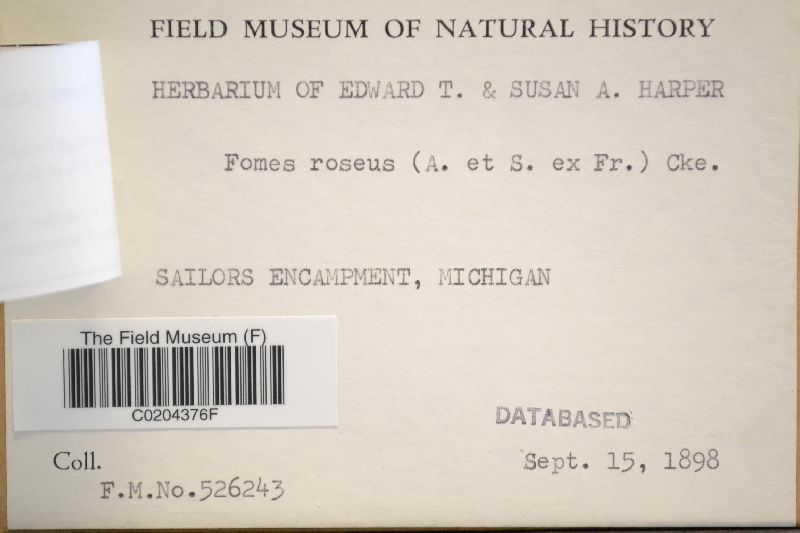 FIELD MUSEUM OF NATURAL HISTORY
HERBARIUM OF EDWARD T. & SUSAN A. HARPER
Fomes roseus (A. et S. ex Fr.) Cke.
SAILORS ENCAMPMENT, MICHIGAN
The Field Museum (F)
C0204376F
DATABASED
Coll.
Sept. 15, 1898
F.M.No.526243